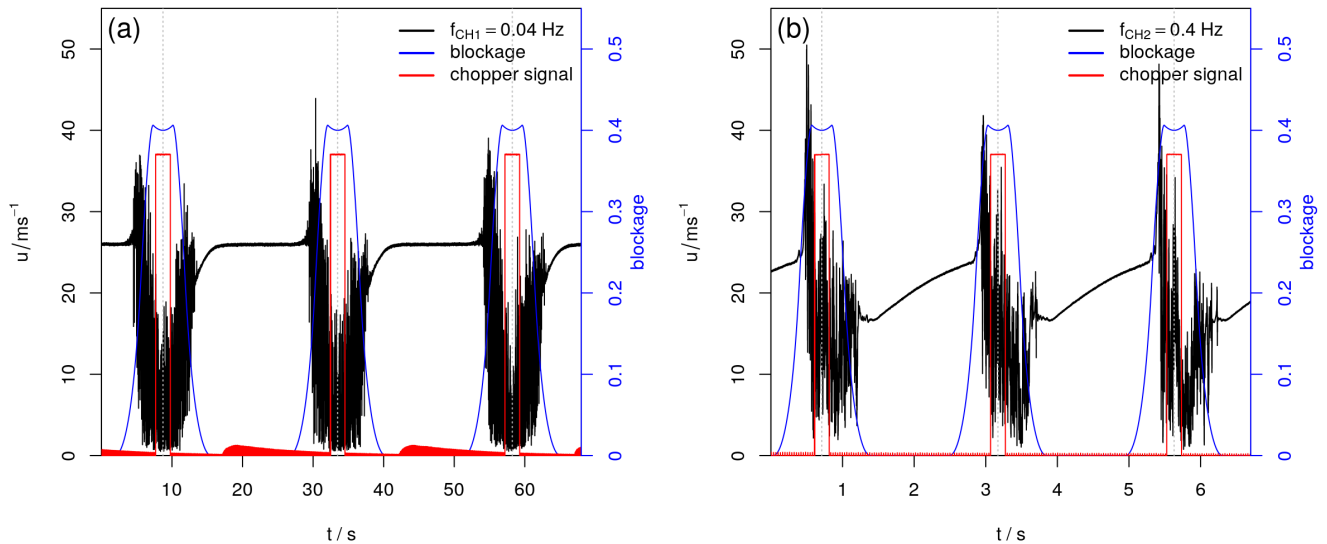 (a)
f_CH1 = 0.04 Hz
blockage
chopper signal
u/ms⁻¹
0
10
20
30
40
50
10 20 30 40 50 60
t / s
0 0.1 0.2 0.3 0.4 0.5
blockage
(b)
f_CH2 = 0.4 Hz
blockage
chopper signal
u/ms⁻¹
0
10
20
30
40
50
1 2 3 4 5 6
t / s
0 0.1 0.2 0.3 0.4 0.5
blockage